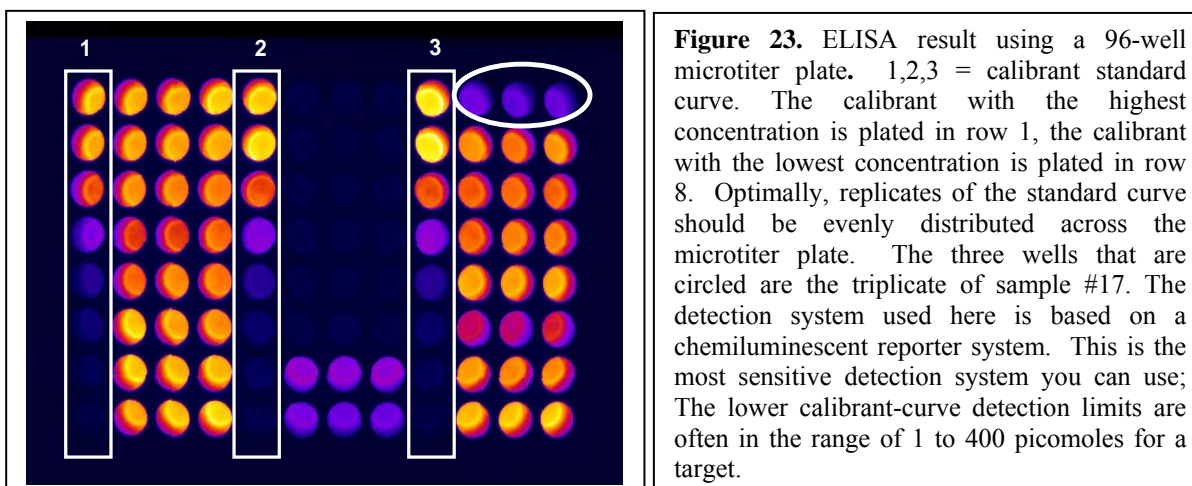 1 2 3
Figure 23. ELISA result using a 96-well
microtiter plate. 1,2,3 = calibrant standard
curve. The calibrant with the highest
concentration is plated in row 1, the calibrant
with the lowest concentration is plated in row
8. Optimally, replicates of the standard curve
should be evenly distributed across the
microtiter plate. The three wells that are
circled are the triplicate of sample #17. The
detection system used here is based on a
chemiluminescent reporter system. This is the
most sensitive detection system you can use;
The lower calibrant-curve detection limits are
often in the range of 1 to 400 picomoles for a
target.